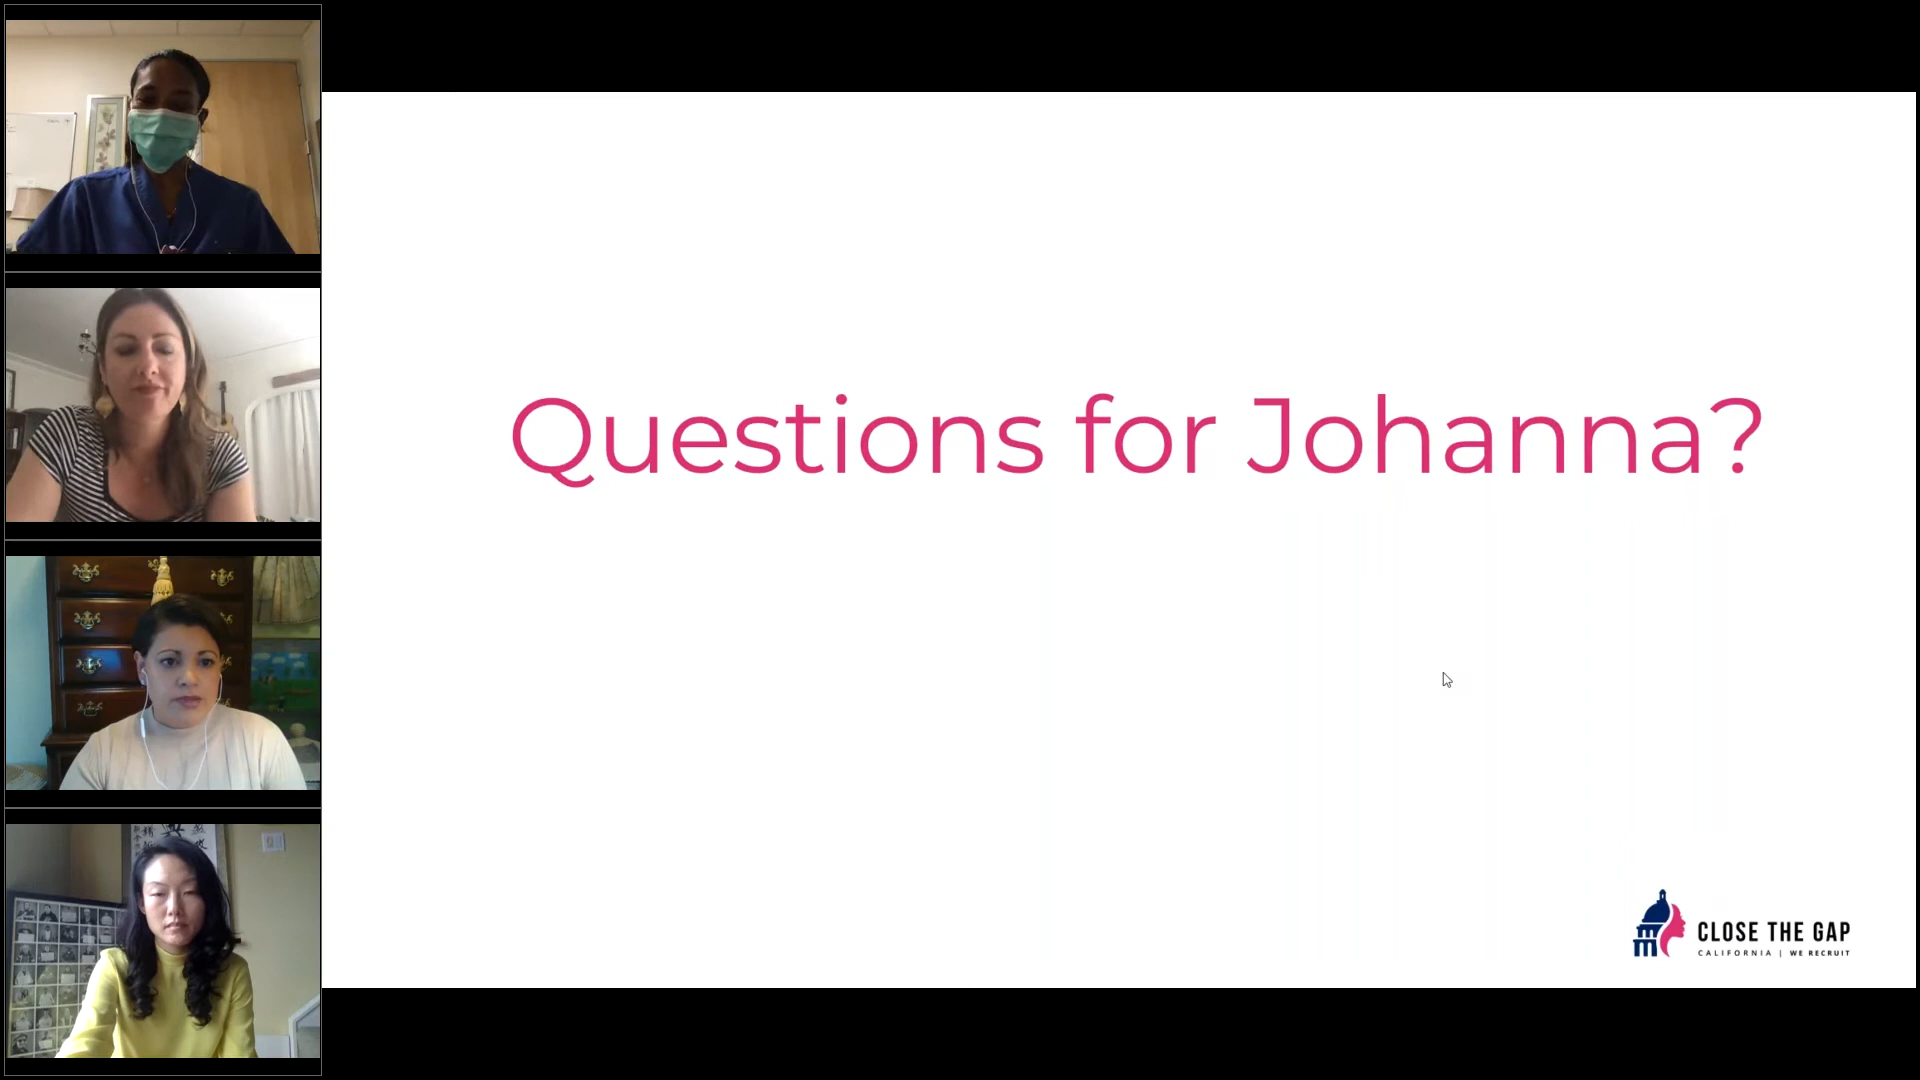 Questions for Johanna?
CLOSE THE GAP
CALIFORNIA | WE RECRUIT